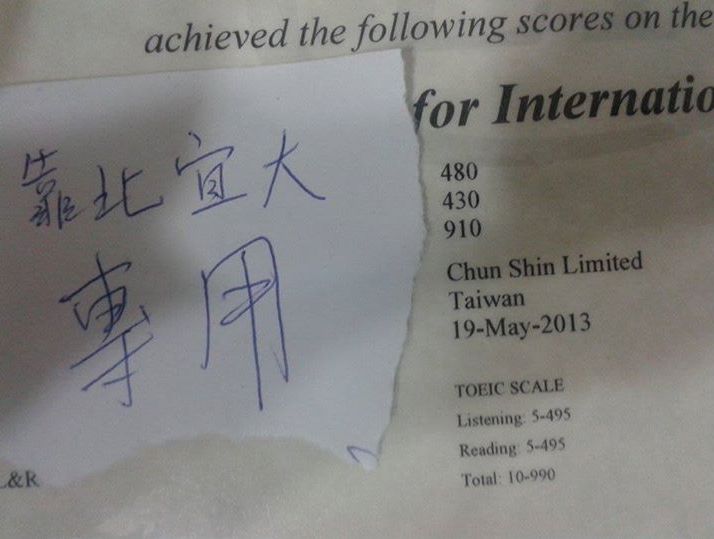 achieved the following scores on the
for Internatio
靠北宜大
專用
480
430
910
Chun Shin Limited
Taiwan
19-May-2013
TOEIC SCALE
Listening: 5-495
Reading: 5-495
Total: 10-990
&R